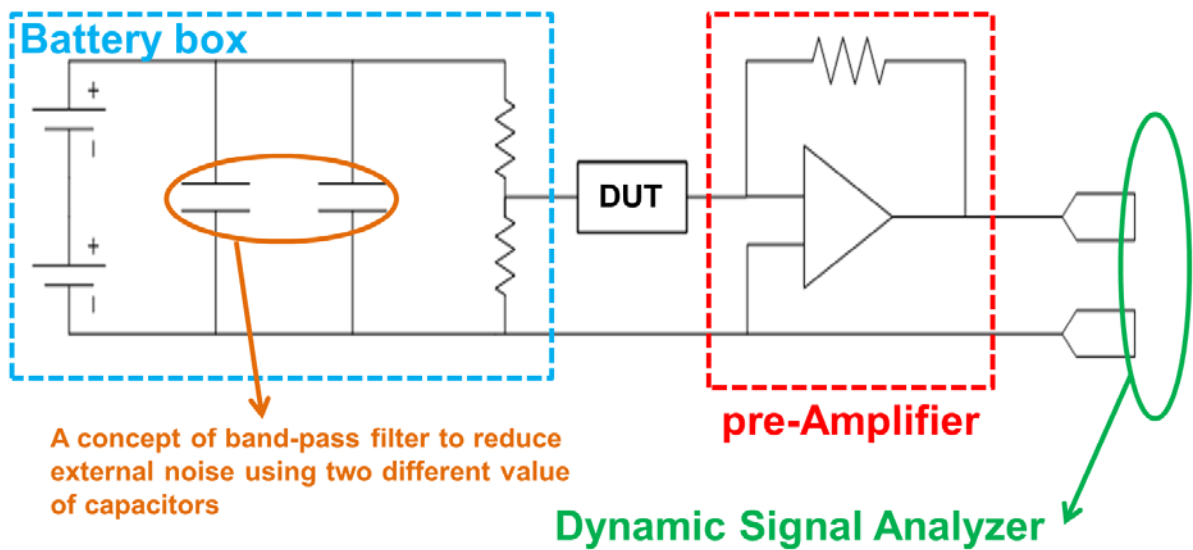 Battery box
+
+
DUT
pre-Amplifier
A concept of band-pass filter to reduce
external noise using two different value
of capacitors
Dynamic Signal Analyzer